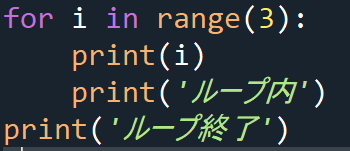 for i in range(3):
    print(i)
    print('ループ内')
print('ループ終了')